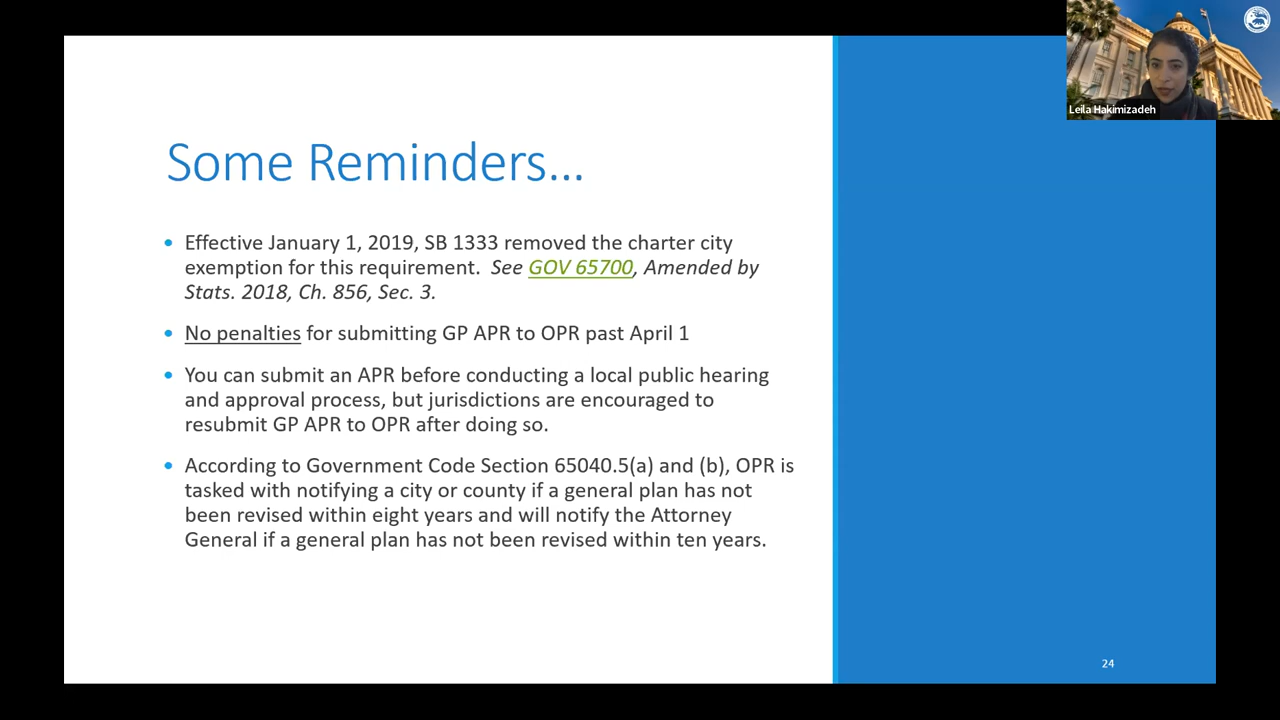 Leila Hakimizadeh
Some Reminders...
• Effective January 1, 2019, SB 1333 removed the charter city
exemption for this requirement.  See GOV 65700, Amended by
Stats. 2018, Ch. 856, Sec. 3.
• No penalties for submitting GP APR to OPR past April 1
• You can submit an APR before conducting a local public hearing
and approval process, but jurisdictions are encouraged to
resubmit GP APR to OPR after doing so.
• According to Government Code Section 65040.5(a) and (b), OPR is
tasked with notifying a city or county if a general plan has not
been revised within eight years and will notify the Attorney
General if a general plan has not been revised within ten years.
24